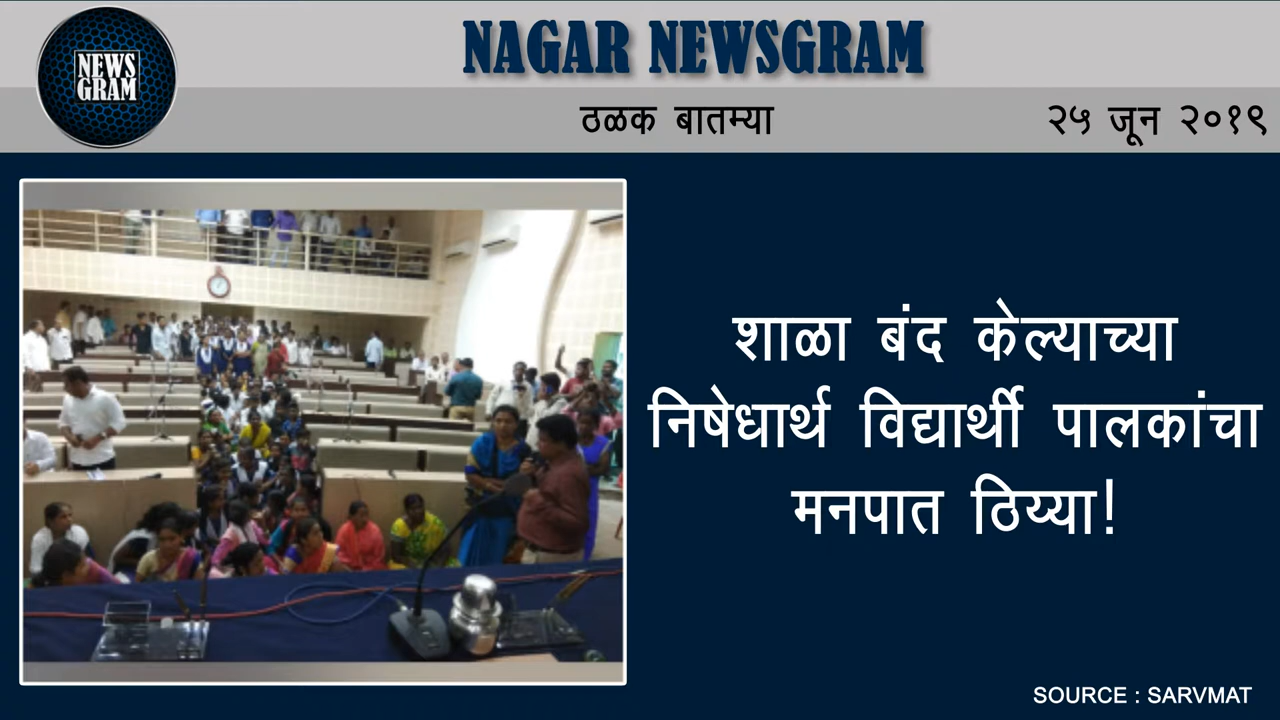 NEWS
GRAM
NAGAR NEWSGRAM
ठळक बातम्या
२५ जून २०१९
शाळा बंद केल्याच्या
निषेधार्थ विद्यार्थी पालकांचा
मनपात ठिय्या!
SOURCE : SARVMAT